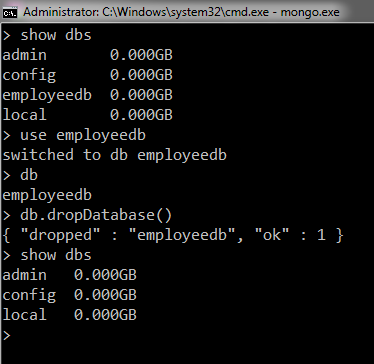 Administrator: C:\Windows\system32\cmd.exe - mongo.exe
> show dbs
admin       0.000GB
config      0.000GB
employeedb  0.000GB
local       0.000GB
> use employeedb
switched to db employeedb
> db
employeedb
> db.dropDatabase()
{ "dropped" : "employeedb", "ok" : 1 }
> show dbs
admin   0.000GB
config  0.000GB
local   0.000GB
>